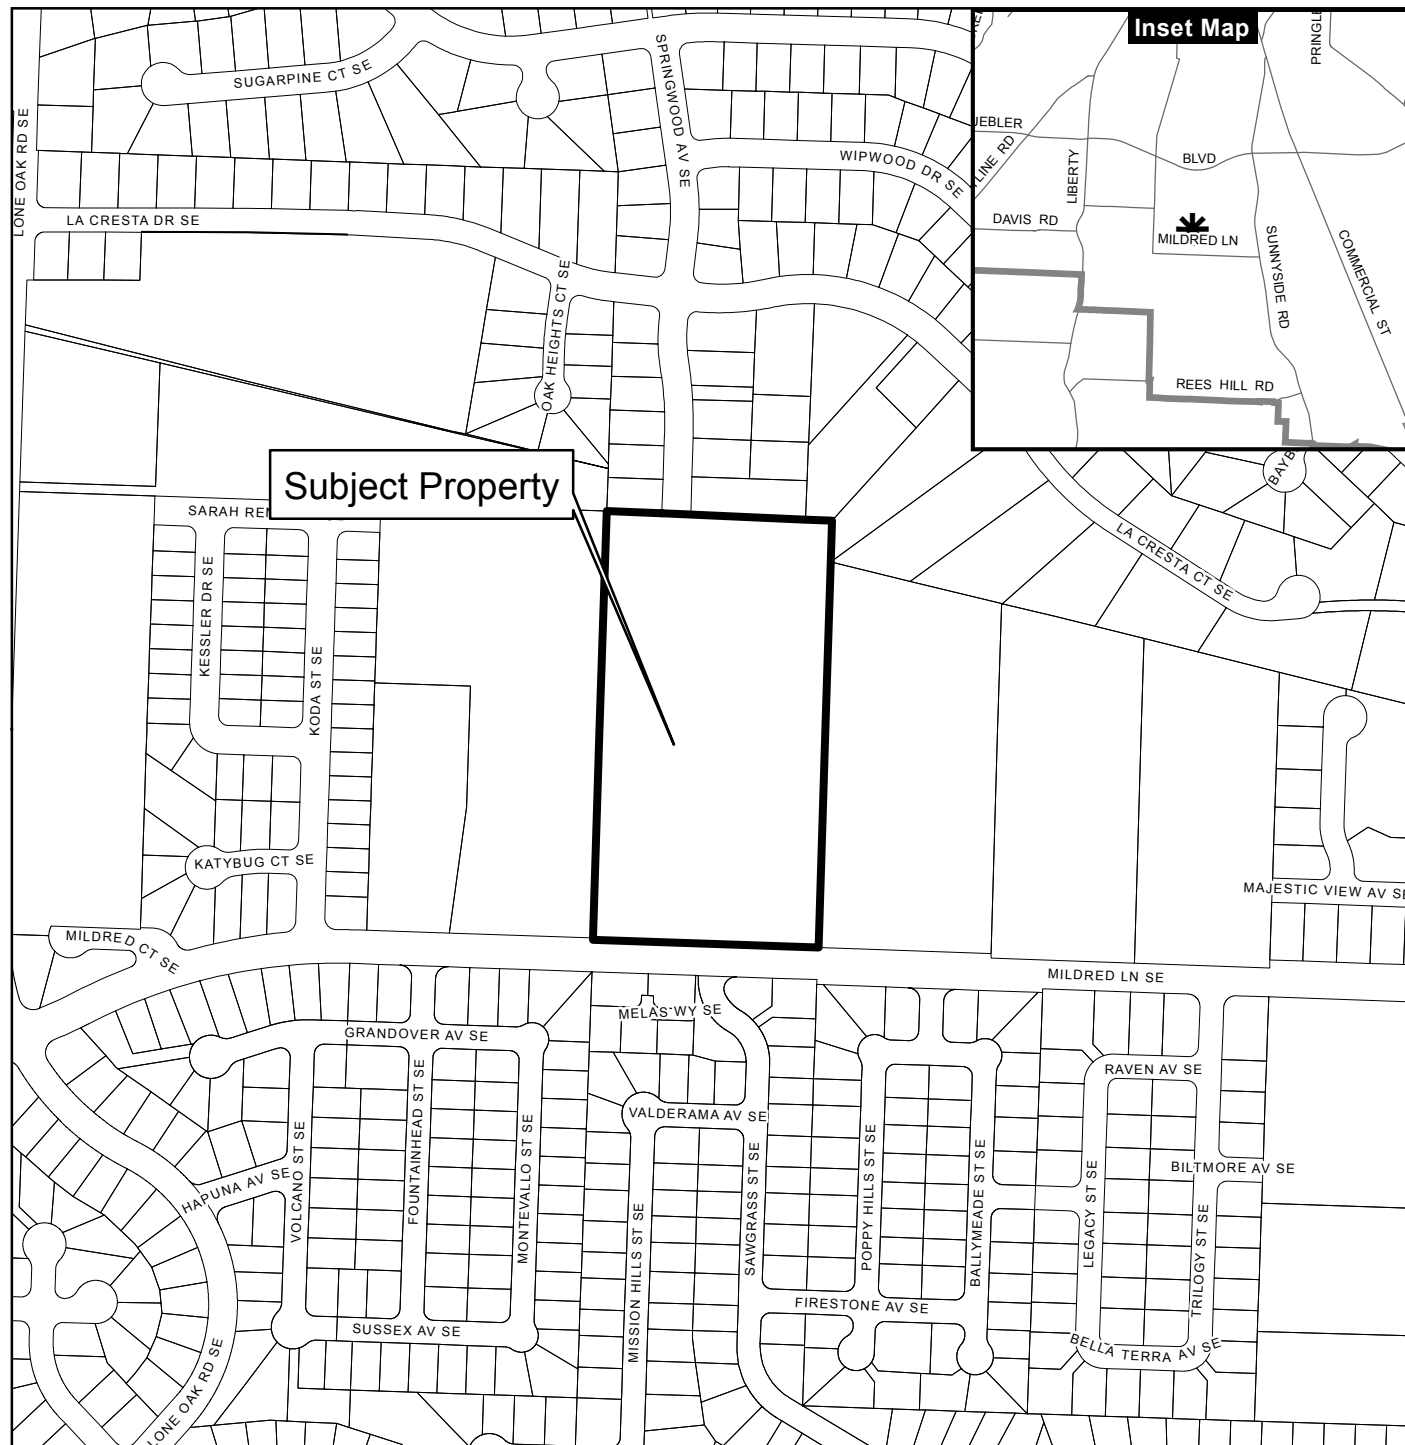 Inset Map
PRINGLE
SUGARPINE CT SE
SPRINGWOOD AV SE
LONE OAK RD SE
WIPWOOD DR SE
BLVD
LIBERTY
LA CRESTA DR SE
DAVIS RD
MILDRED LN
SUNNYSIDE RD
COMMERCIAL ST
OAK HEIGHTS CT SE
REES HILL RD
Subject Property
SARAH REN
LA CRESTA CT SE
KESSLER DR SE
KODA ST SE
KATYBUG CT SE
MAJESTIC VIEW AV SE
MILDRED CT SE
MILDRED LN SE
MELAS WY SE
GRANDOVER AV SE
RAVEN AV SE
VALDERAMA AV SE
FOUNTAINHEAD ST SE
VOLCANO ST SE
MONTEVALLO ST SE
HAPUNA AV SE
MISSION HILLS ST SE
SAWGRASS ST SE
POPPY HILLS ST SE
BALLYMEADE ST SE
LEGACY ST SE
BILTMORE AV SE
TRILOGY ST SE
FIRESTONE AV SE
SUSSEX AV SE
BELLA TERRA AV SE
LONE OAK RD SE